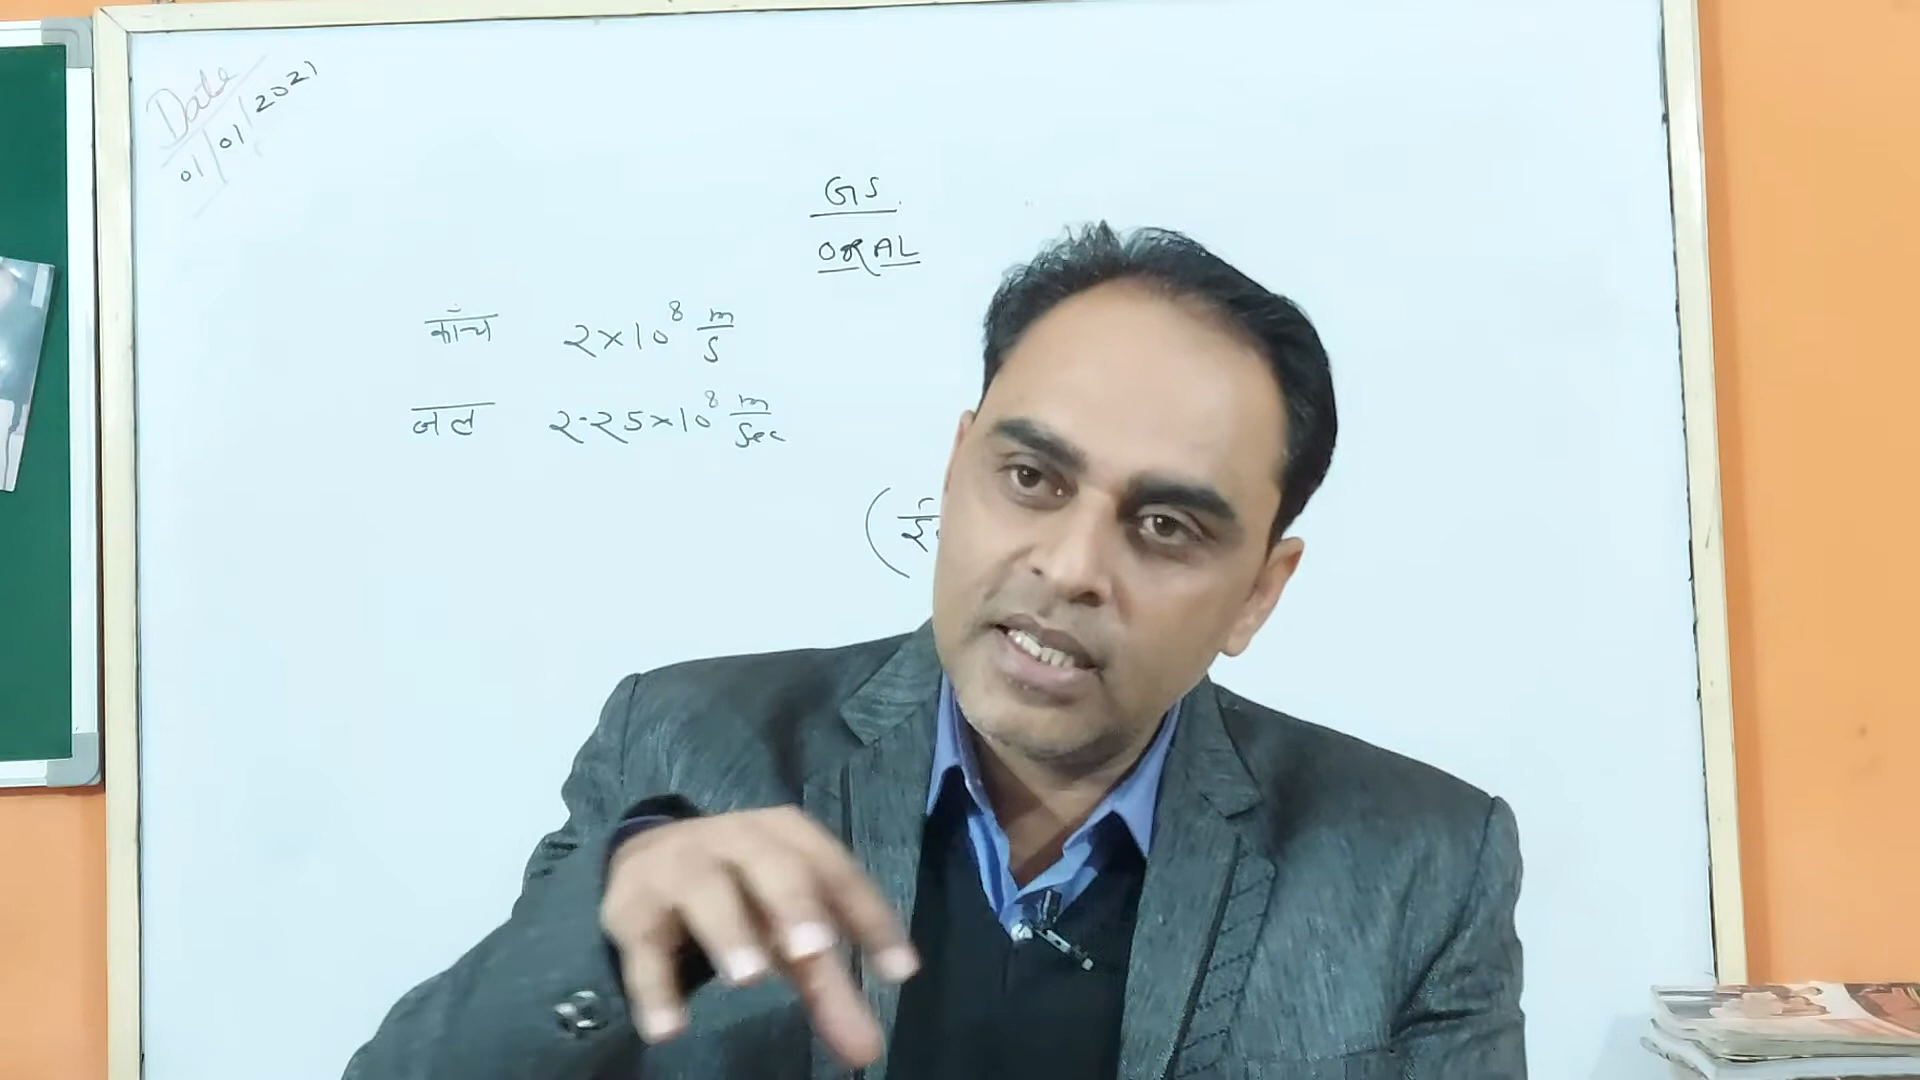 Date
01/01/2021
GS
ORAL
काँच 2×10⁸ m/s
जल 2.25×10⁸ m/sec